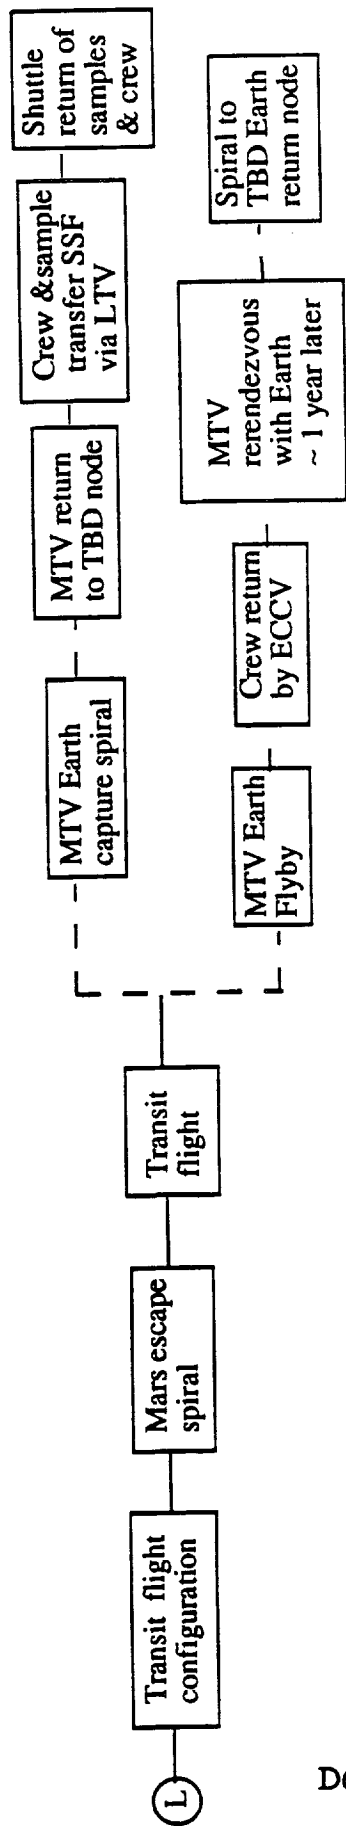 L
Transit flight
configuration
Mars escape
spiral
Transit
flight
MTV Earth
capture spiral
MTV return
to TBD node
Crew &sample
transfer SSF
via LTV
Shuttle
return of
samples
& crew
MTV Earth
Flyby
Crew return
by ECCV
MTV
rerendezvous
with Earth
~ 1 year later
Spiral to
TBD Earth
return node